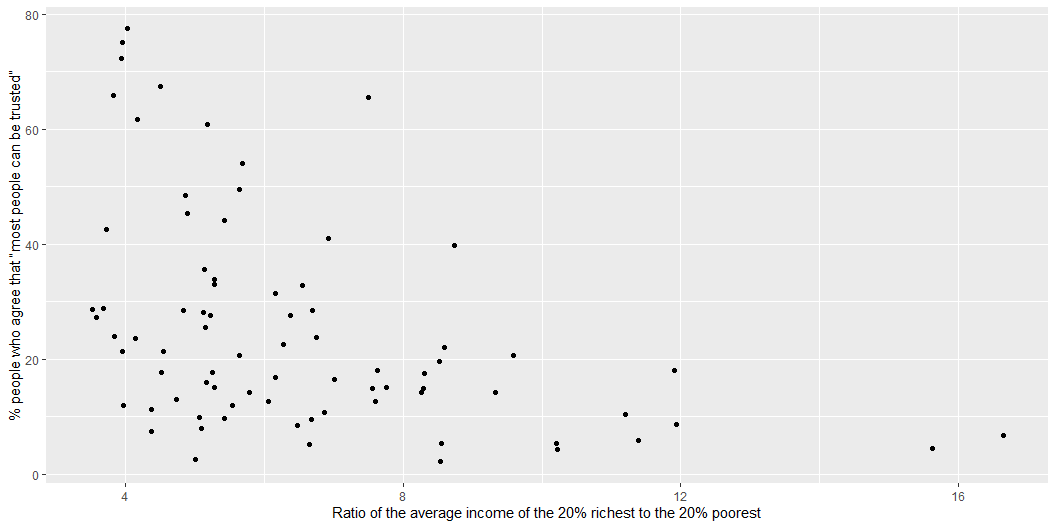 80
60
40
20
0
% people who agree that "most people can be trusted"
4 8 12 16
Ratio of the average income of the 20% richest to the 20% poorest